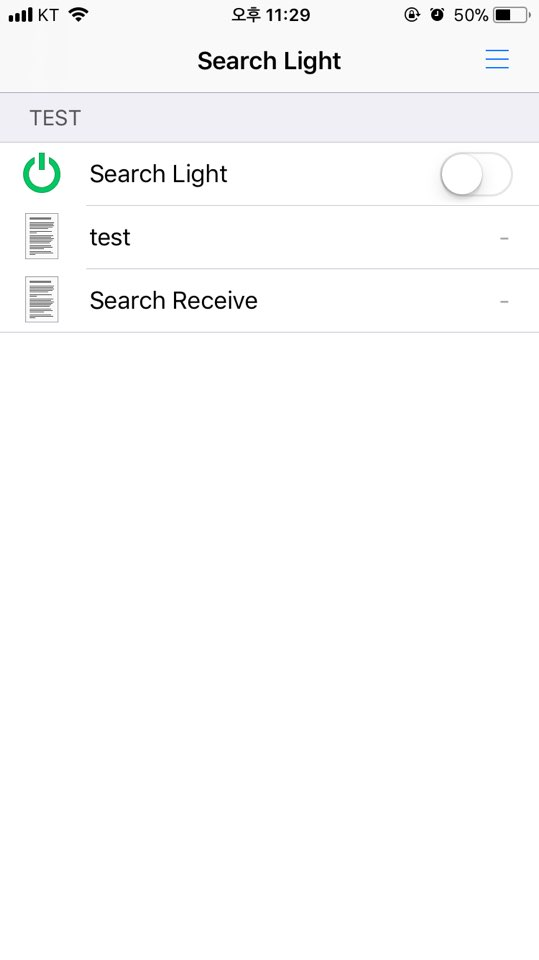 KT 오후 11:29 50%
Search Light
TEST
Search Light
test -
Search Receive -